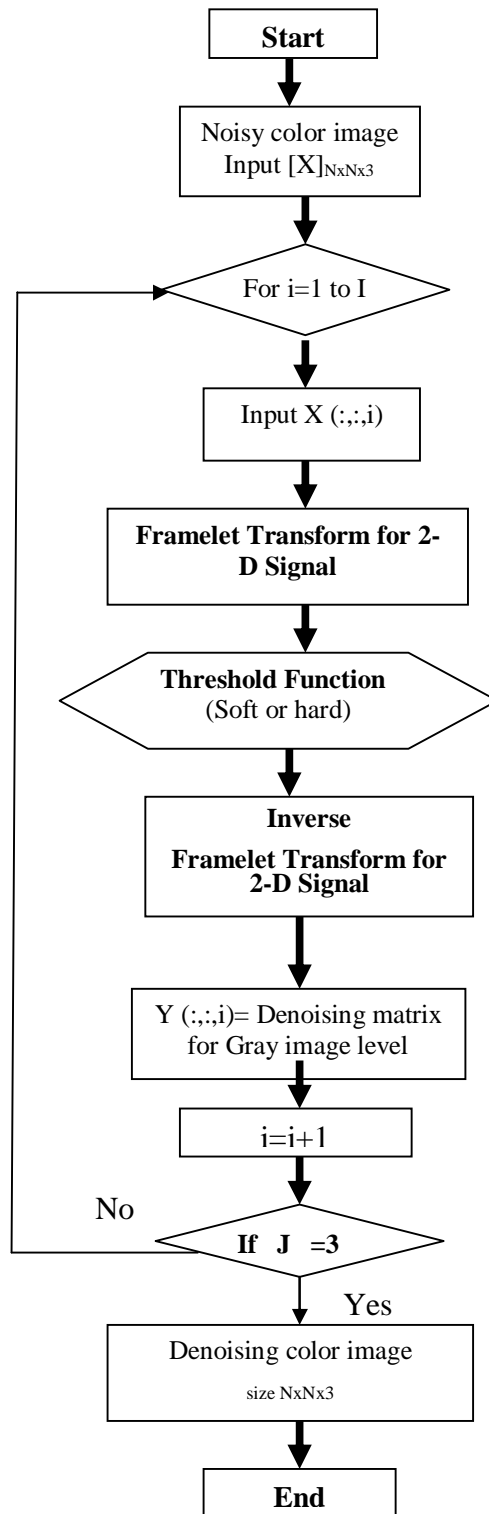 Start
Noisy color image
Input [X]NxNx3
For i=1 to I
Input X (:,:,i)
Framelet Transform for 2-
D Signal
Threshold Function
(Soft or hard)
Inverse
Framelet Transform for
2-D Signal
Y (:,:,i)= Denoising matrix
for Gray image level
i=i+1
No
If J =3
Yes
Denoising color image
size NxNx3
End